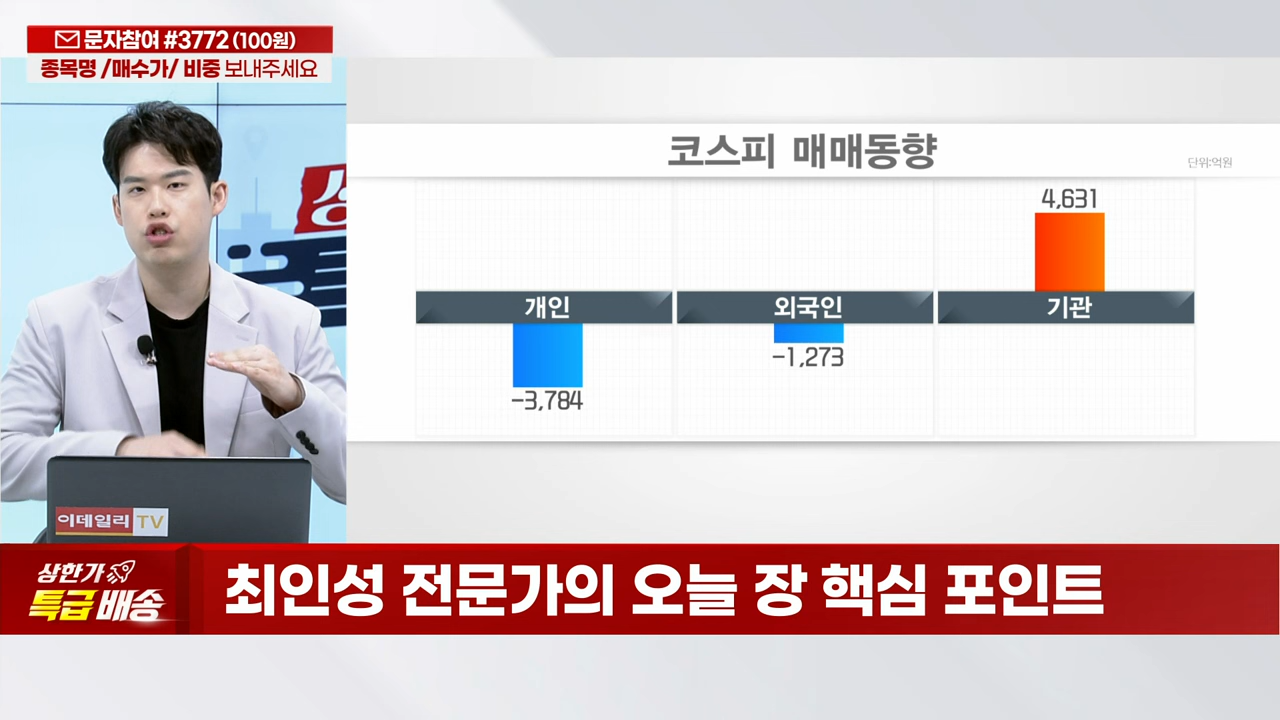 문자참여 #3772 (100원)
종목명 /매수가/ 비중 보내주세요
코스피 매매동향
단위:억원
4,631
개인
외국인
기관
-3,784
-1,273
이데일리 TV
상한가
특급 배송
최인성 전문가의 오늘 장 핵심 포인트